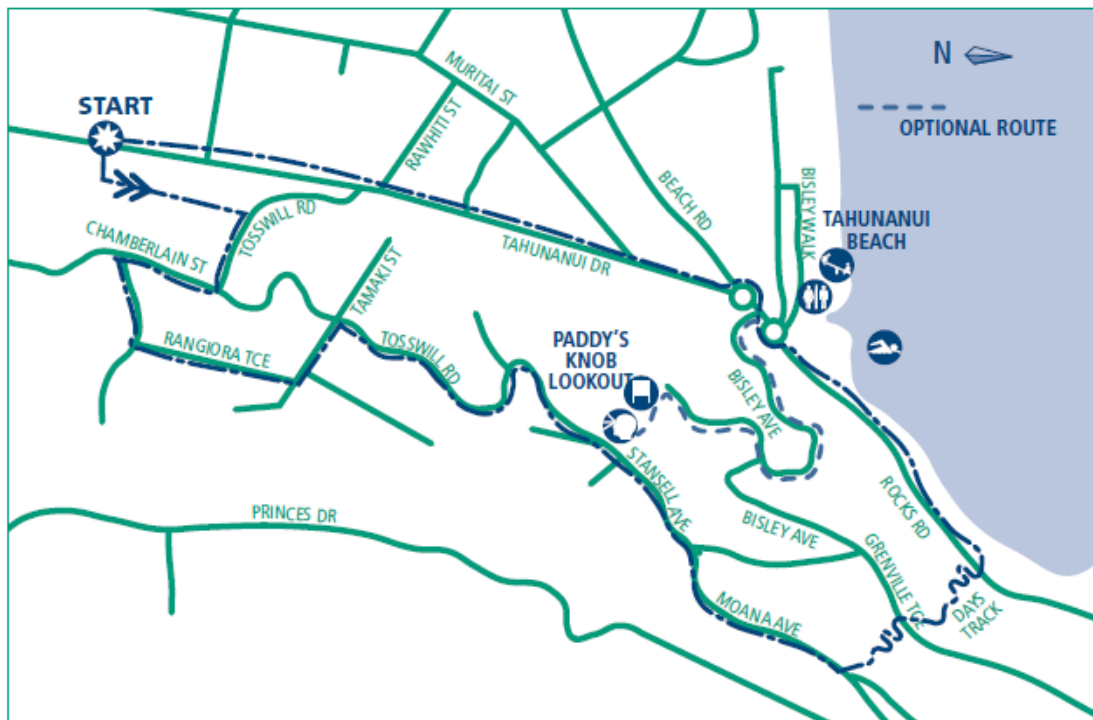 N
OPTIONAL ROUTE
START
MURITAI ST
RAWHITI ST
BEACH RD
BISLEY WALK
TAHUNANUI
BEACH
TOSSWILL RD
CHAMBERLAIN ST
TAHUNANUI DR
TAMAKI ST
RANGIORA TCE
TOSSWILL RD
PADDY'S
KNOB
LOOKOUT
BISLEY AVE
STANSELL AVE
ROCKS RD
PRINCES DR
BISLEY AVE
GRENVILLE TCE
DAYS
TRACK
MOANA AVE